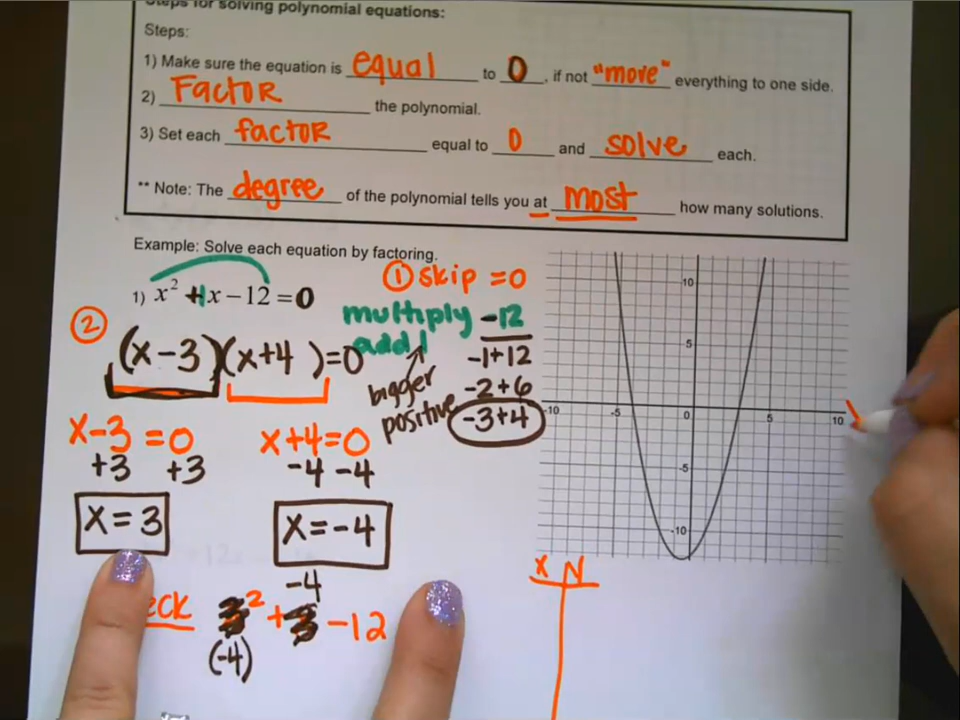 Steps for solving polynomial equations:
Steps:
1) Make sure the equation is equal to 0, if not "move" everything to one side.
2) Factor the polynomial.
3) Set each factor equal to 0 and solve each.
** Note: The degree of the polynomial tells you at most how many solutions.
Example: Solve each equation by factoring.
① skip = 0
1) x² + 1x − 12 = 0
multiply −12
add 1
② (x − 3)(x + 4) = 0
−1 + 12
−2 + 6
−3 + 4
bigger
positive
x − 3 = 0
x + 4 = 0
+3 +3
−4 −4
x = 3
x = −4
−4
² + − 12
(−4)
10
5
-10 -5 0 5 10
-5
-10
x
x y